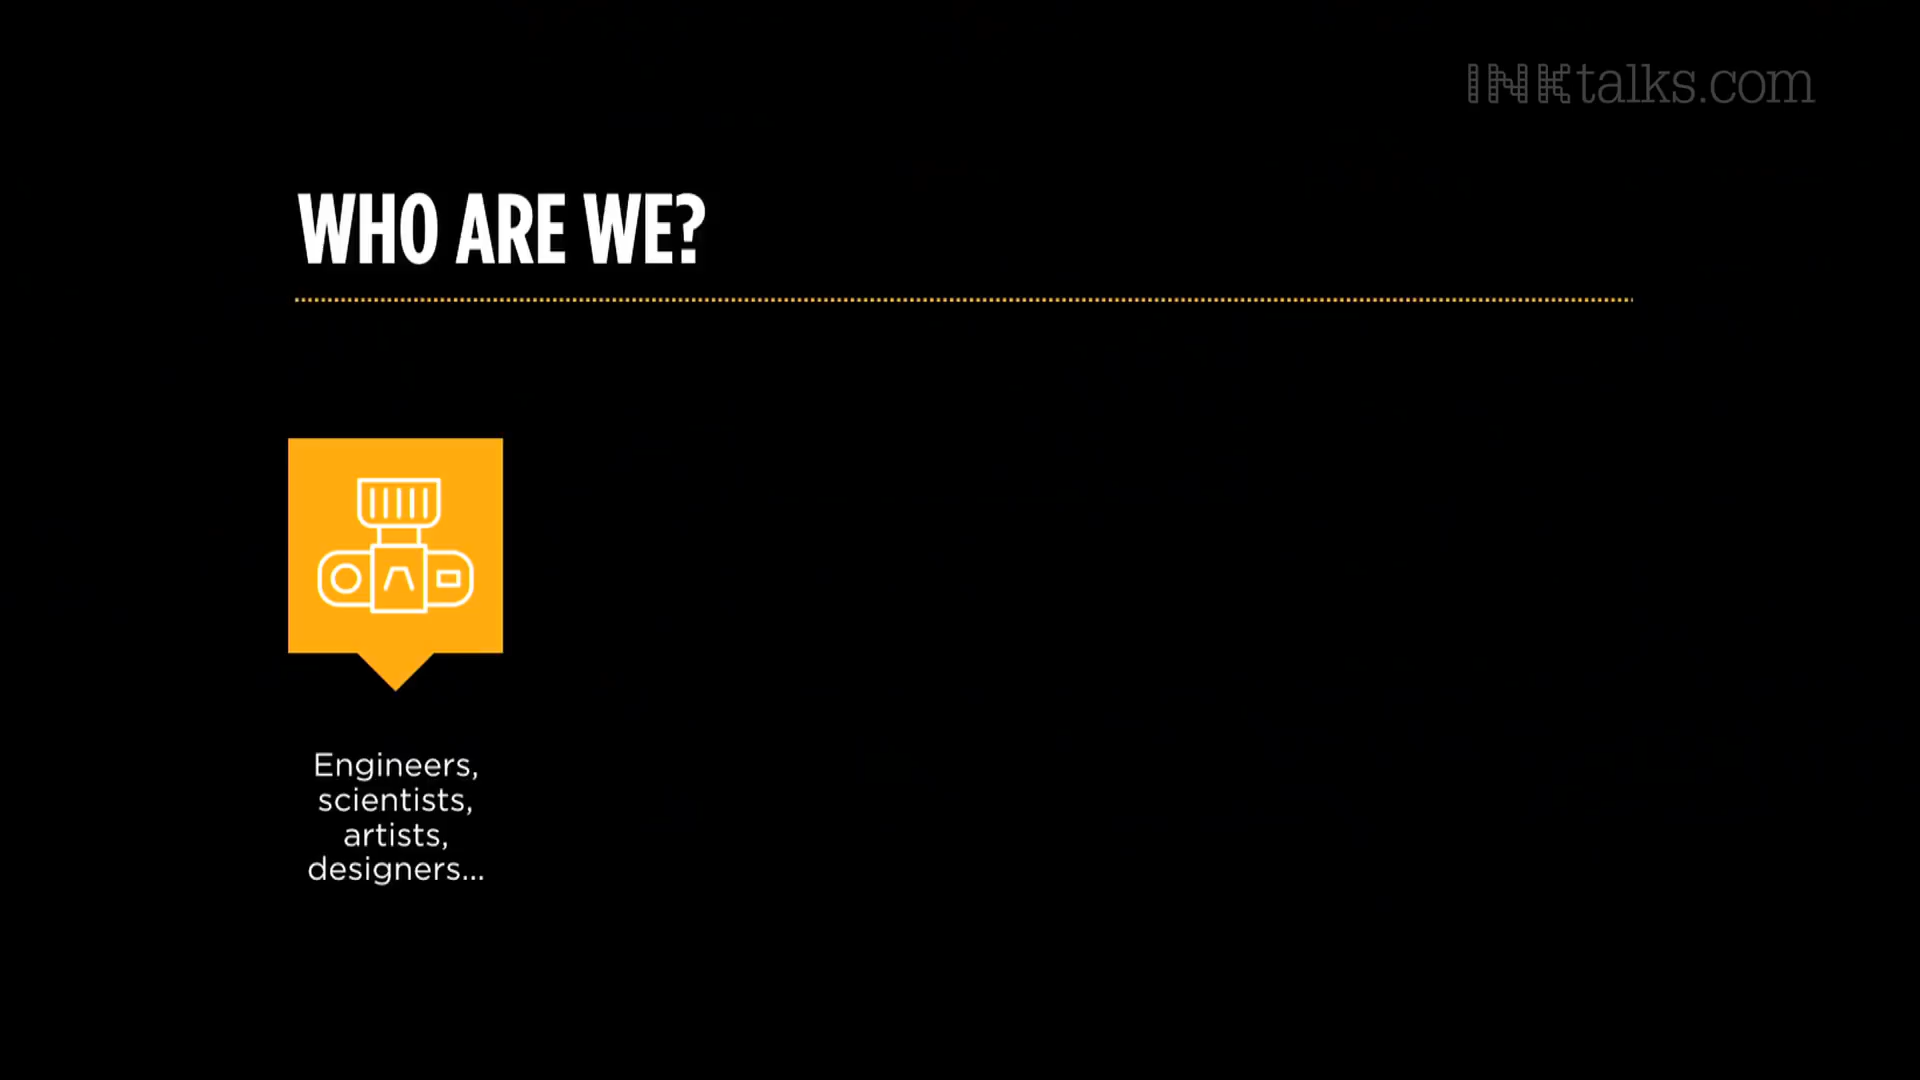 INKtalks.com
WHO ARE WE?
Engineers,
scientists,
artists,
designers...